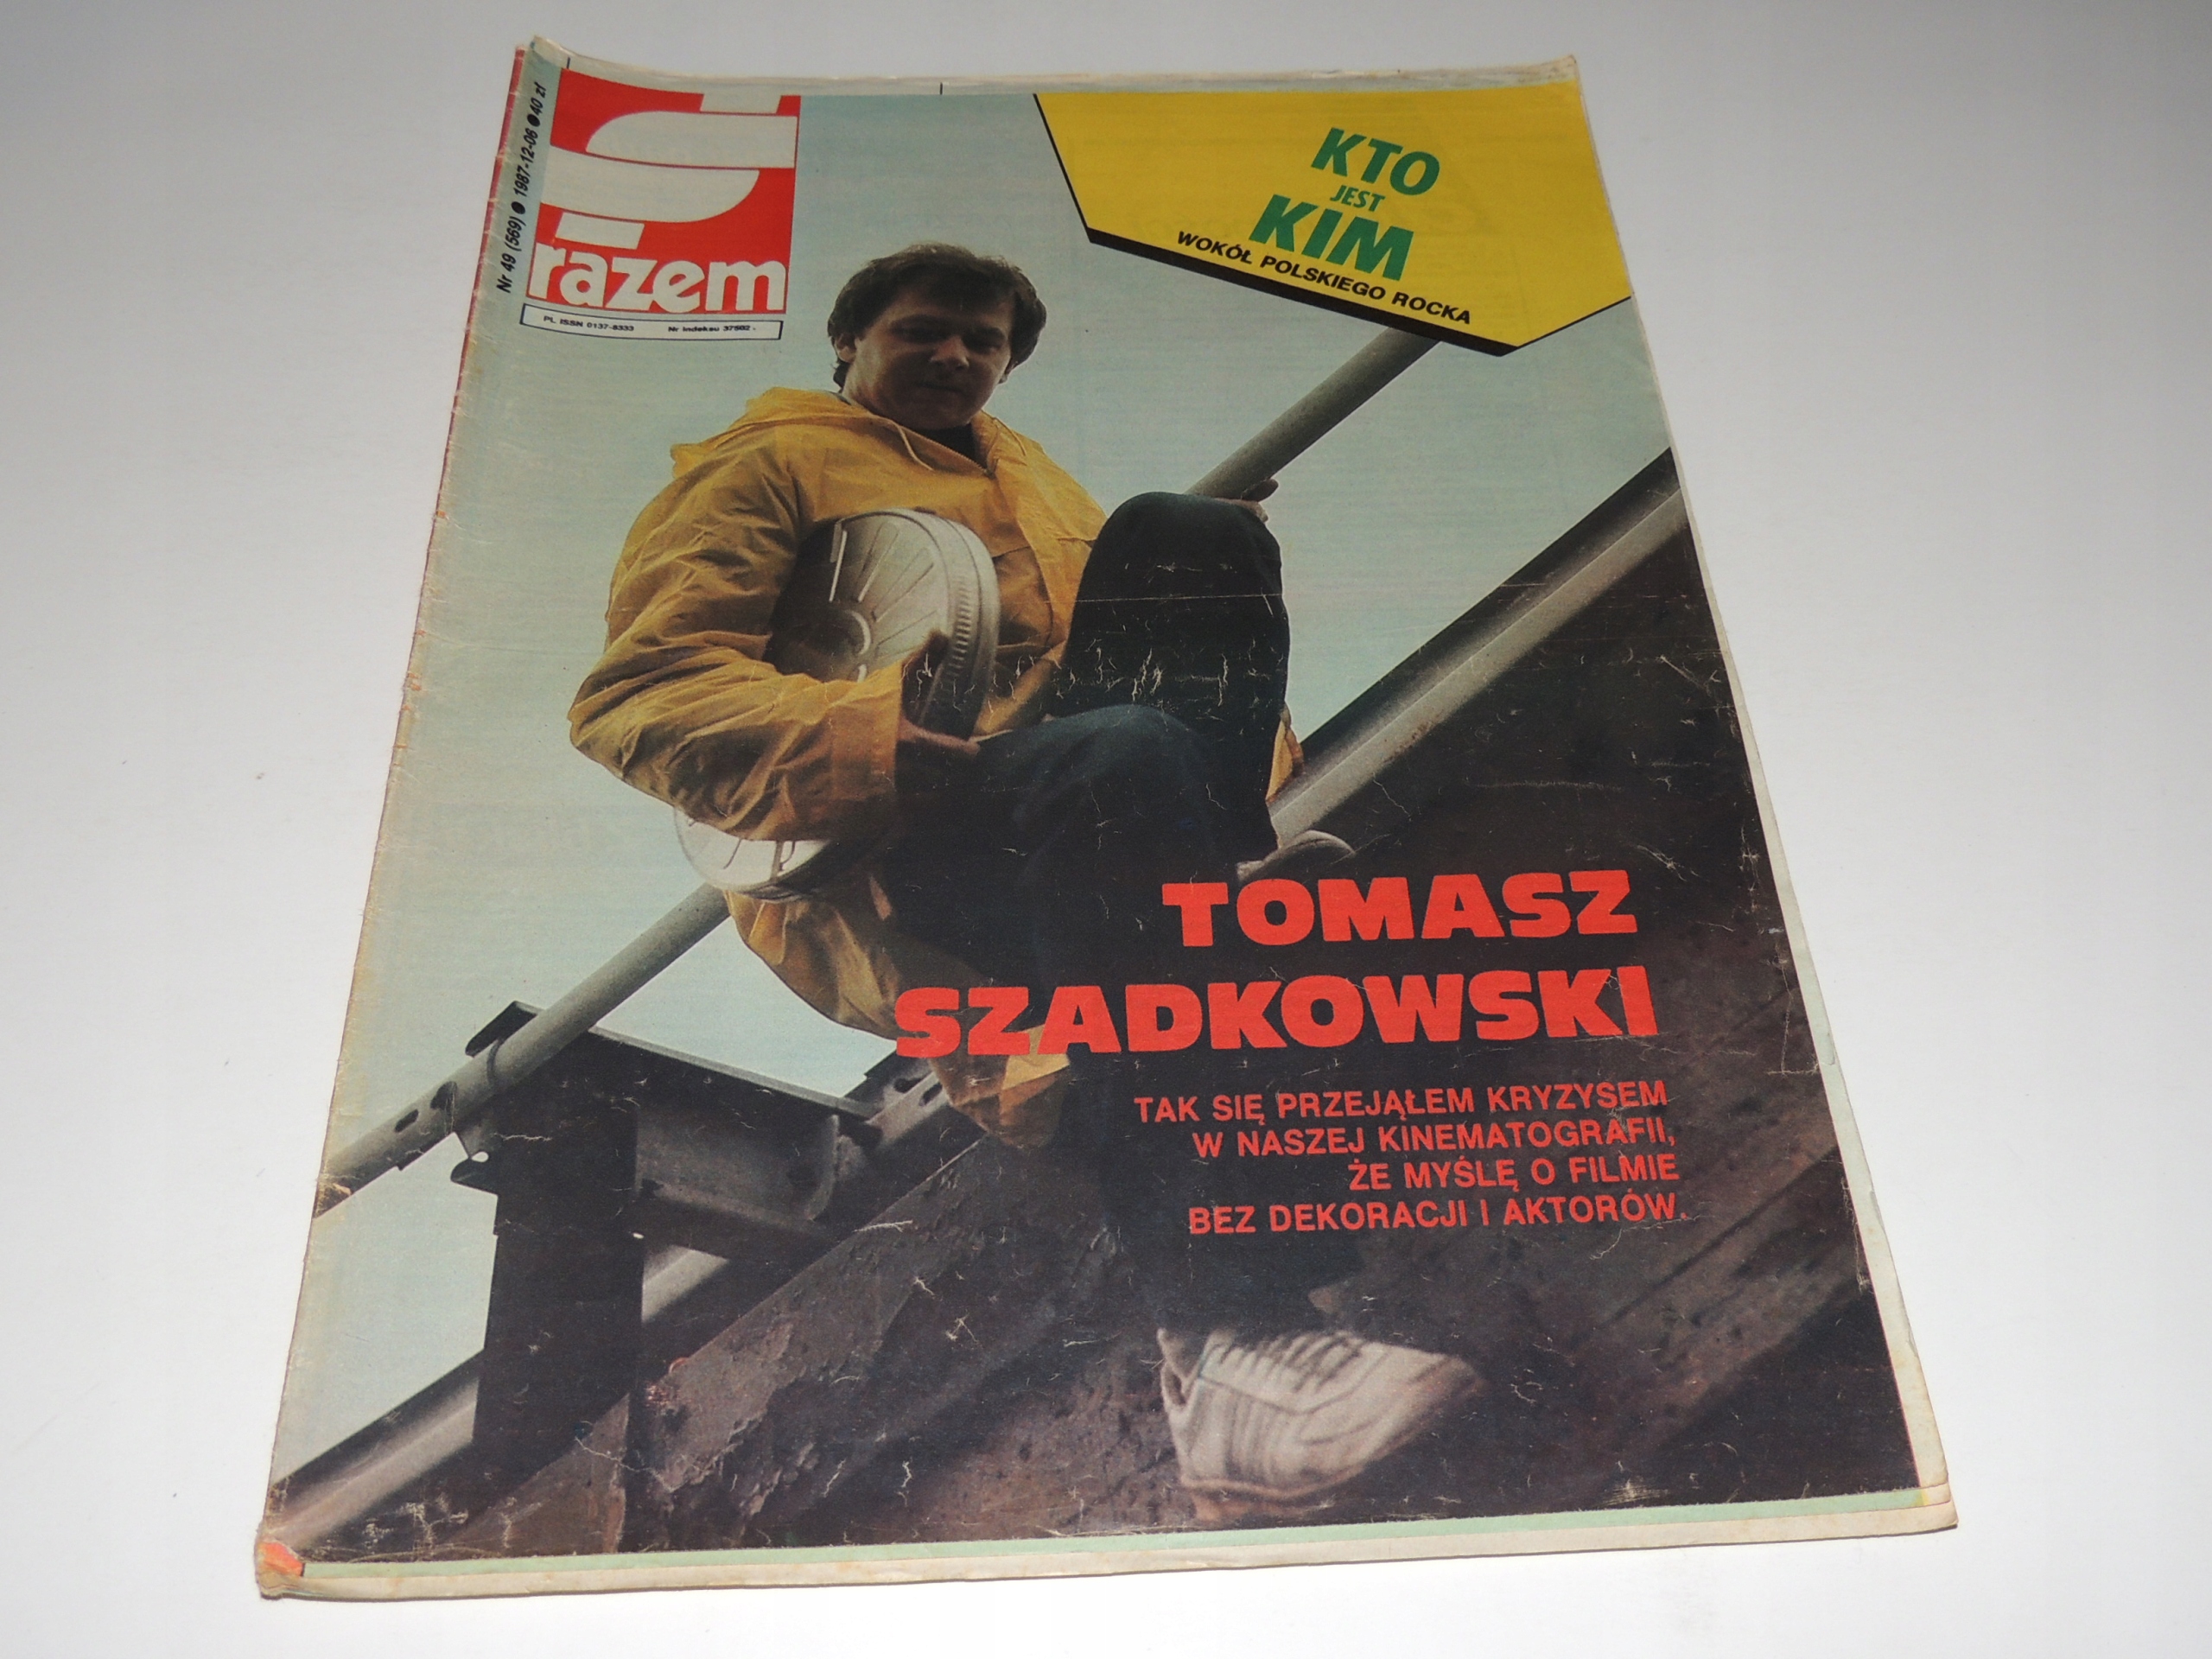 Nr 49 (569) ● 1987-12-06 ● 40 zł
razem
PL ISSN 0137-8333 Nr indeksu
KTO
JEST
KIM
WOKÓŁ POLSKIEGO ROCKA
TOMASZ
SZADKOWSKI
TAK SIĘ PRZEJĄŁEM KRYZYSEM
W NASZEJ KINEMATOGRAFII,
ŻE MYŚLĘ O FILMIE
BEZ DEKORACJI I AKTORÓW.